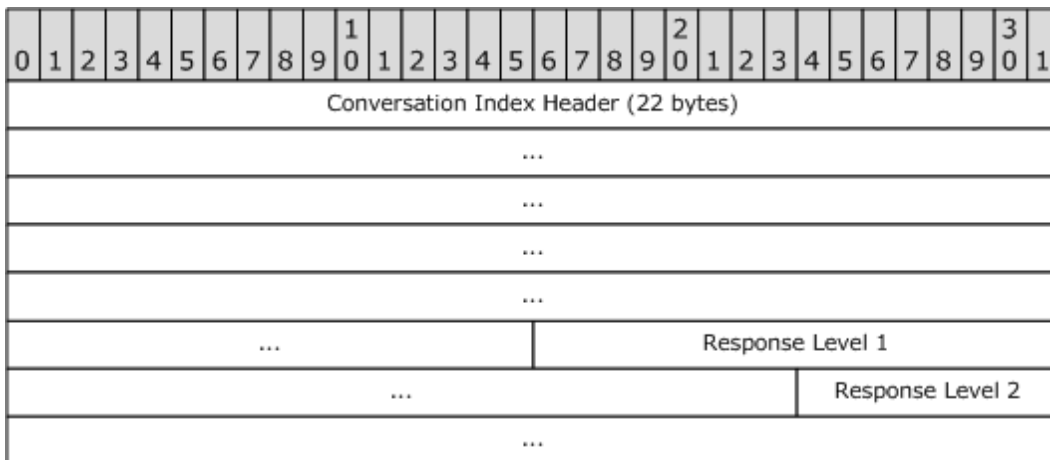 1 2 3
0 1 2 3 4 5 6 7 8 9 0 1 2 3 4 5 6 7 8 9 0 1 2 3 4 5 6 7 8 9 0 1
Conversation Index Header (22 bytes)
...
...
...
...
... Response Level 1
... Response Level 2
...